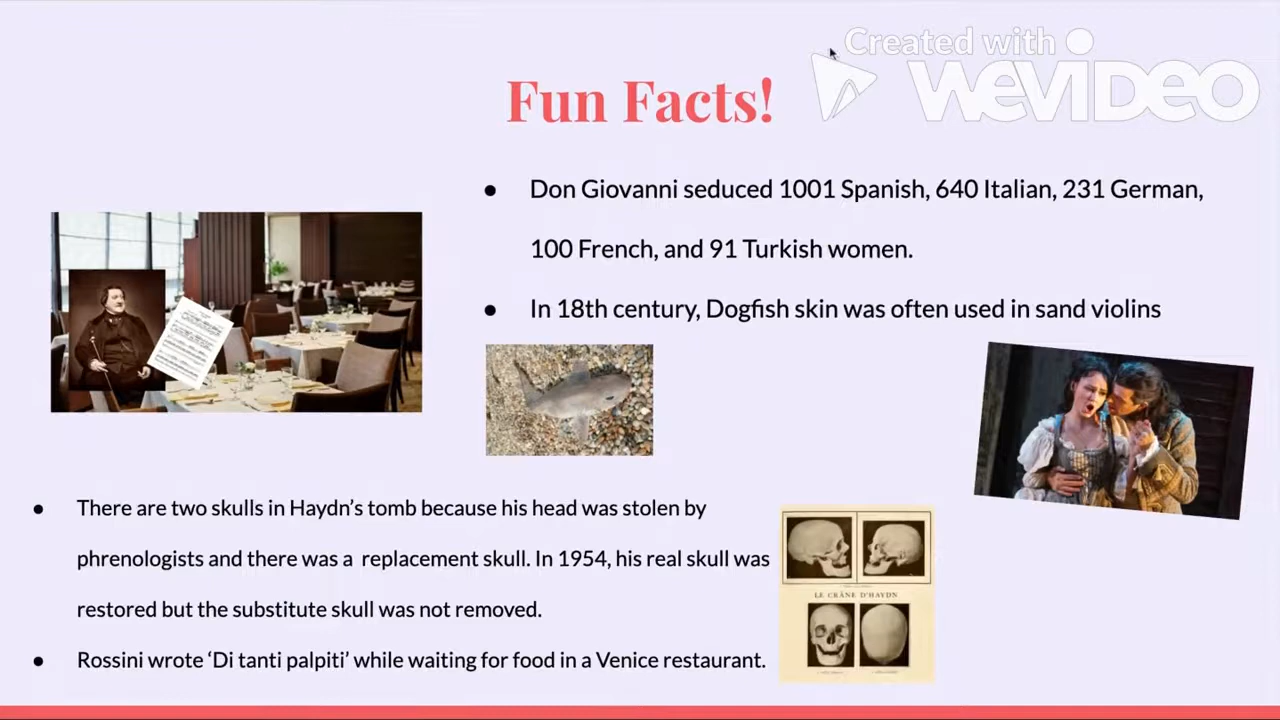 Created with
WEVIDEO
Fun Facts!
● Don Giovanni seduced 1001 Spanish, 640 Italian, 231 German,
100 French, and 91 Turkish women.
● In 18th century, Dogfish skin was often used in sand violins
● There are two skulls in Haydn’s tomb because his head was stolen by
phrenologists and there was a replacement skull. In 1954, his real skull was
restored but the substitute skull was not removed.
● Rossini wrote ‘Di tanti palpiti’ while waiting for food in a Venice restaurant.
LE CRÂNE D'HAYDN